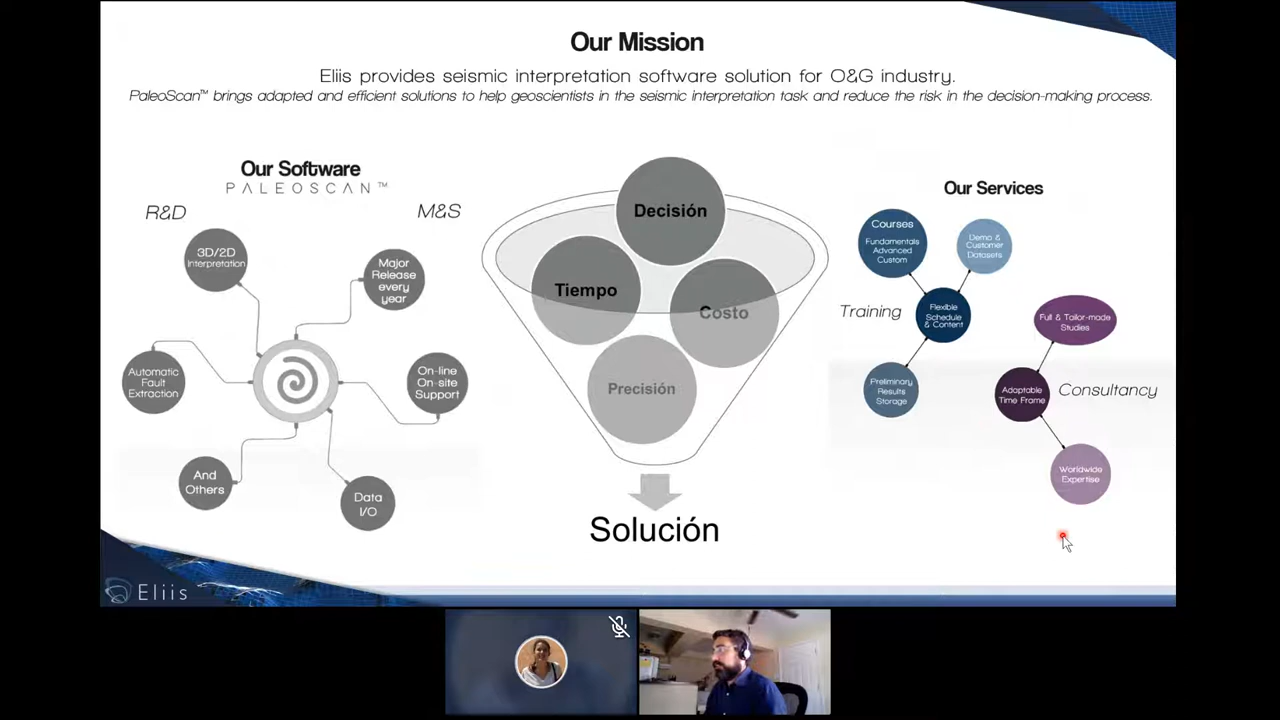 Our Mission
Eliis provides seismic interpretation software solution for O&G industry.
PaleoScan™ brings adapted and efficient solutions to help geoscientists in the seismic interpretation task and reduce the risk in the decision-making process.
Our Software
PALEOSCAN™
R&D
M&S
3D/2D
Interpretation
Major
Release
every
year
Automatic
Fault
Extraction
On-line
On-site
Support
And
Others
Data
I/O
Decisión
Tiempo
Costo
Precisión
Solución
Our Services
Courses
Fundamentals
Advanced
Custom
Demo &
Customer
Datasets
Training
Flexible
Schedule
& Content
Preliminary
Results
Storage
Full & Tailor-made
Studies
Adaptable
Time Frame
Consultancy
Worldwide
Expertise
Eliis